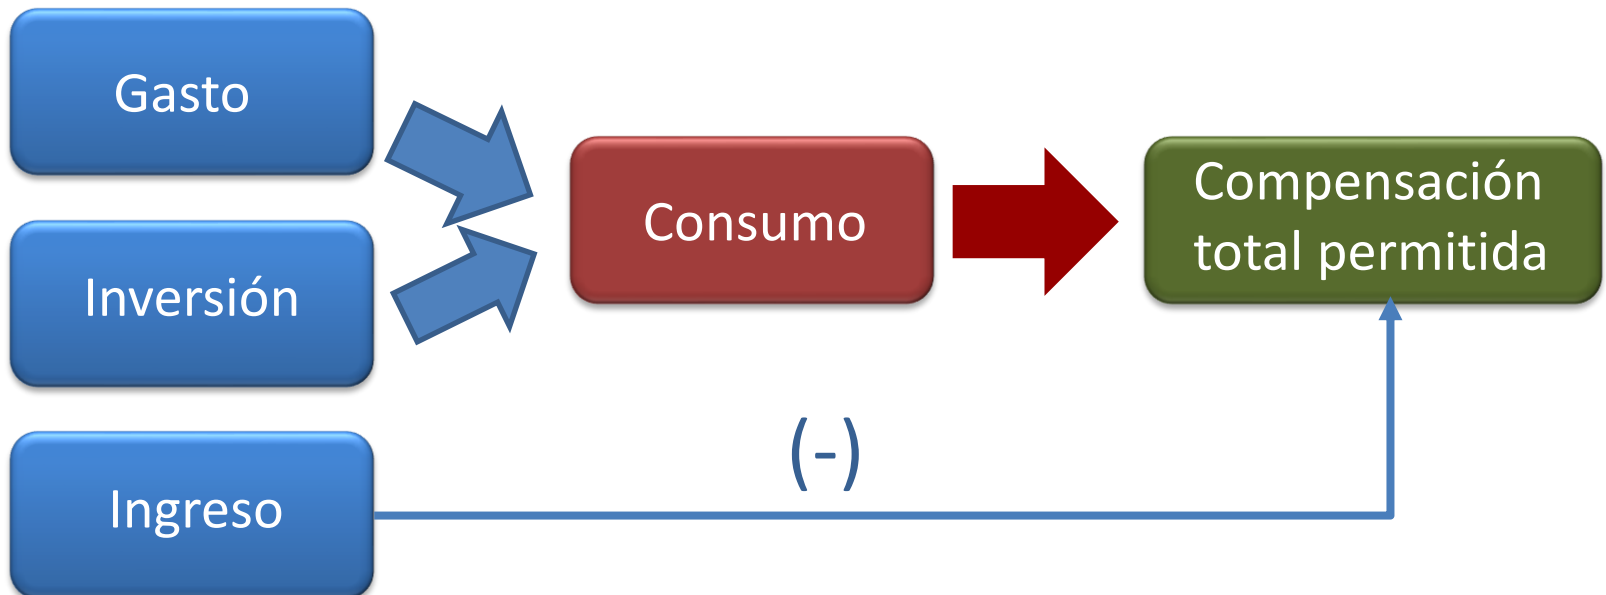 Gasto
Inversión
Ingreso
Consumo
Compensación
total permitida
(-)